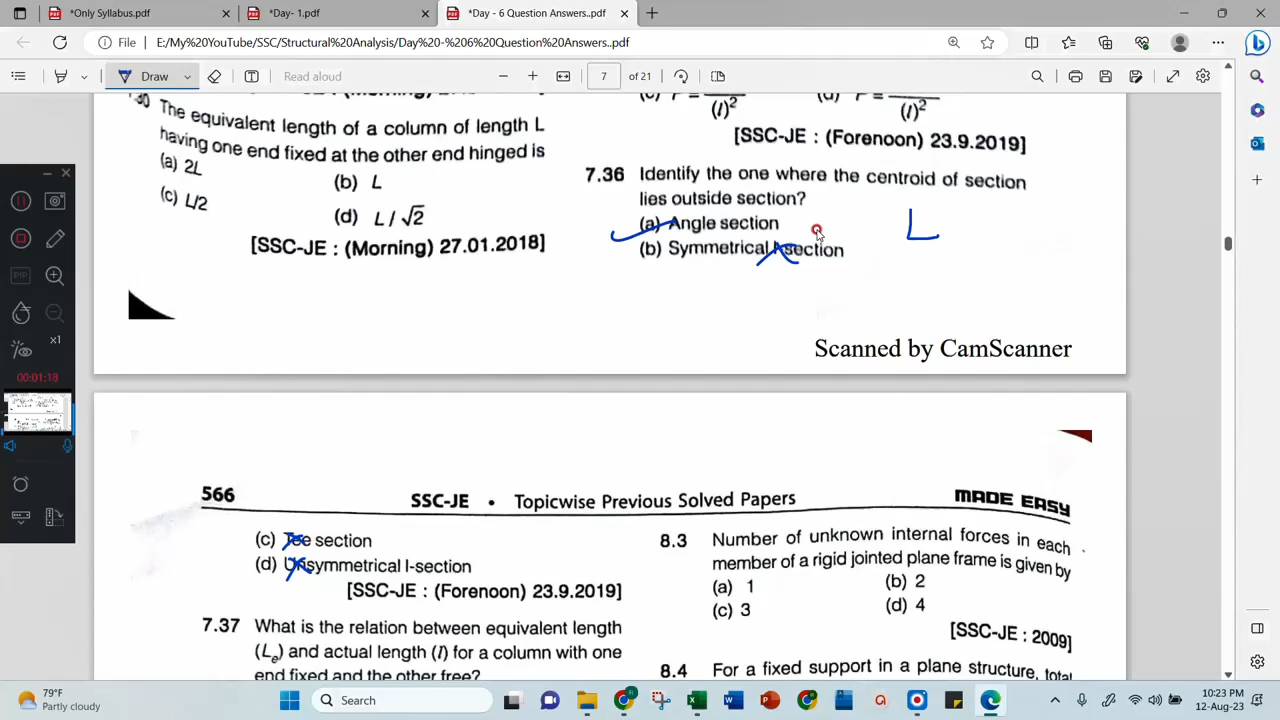 *Only Syllabus.pdf
*Day- 1.pdf
*Day - 6 Question Answers..pdf
File
E:/My%20YouTube/SSC/Structural%20Analysis/Day%20-%206%20Question%20Answers..pdf
Draw
Read aloud
7 of 21
7.30 The equivalent length of a column of length L
having one end fixed at the other end hinged is
(a) 2L
(b) L
(c) L/2
(d) L / √2
[SSC-JE : (Morning) 27.01.2018]
(l)²
(l)²
[SSC-JE : (Forenoon) 23.9.2019]
7.36 Identify the one where the centroid of section
lies outside section?
(a) Angle section
(b) Symmetrical I-section
L
Scanned by CamScanner
566 SSC-JE • Topicwise Previous Solved Papers MADE EASY
(c) Tee section
(d) Unsymmetrical I-section
[SSC-JE : (Forenoon) 23.9.2019]
7.37 What is the relation between equivalent length
(Lₑ) and actual length (l) for a column with one
end fixed and the other free?
8.3 Number of unknown internal forces in each
member of a rigid jointed plane frame is given by
(a) 1
(b) 2
(c) 3
(d) 4
[SSC-JE : 2009]
8.4 For a fixed support in a plane structure, total
PIP
x1
00:01:18
79°F
Partly cloudy
Search
10:23 PM
12-Aug-23